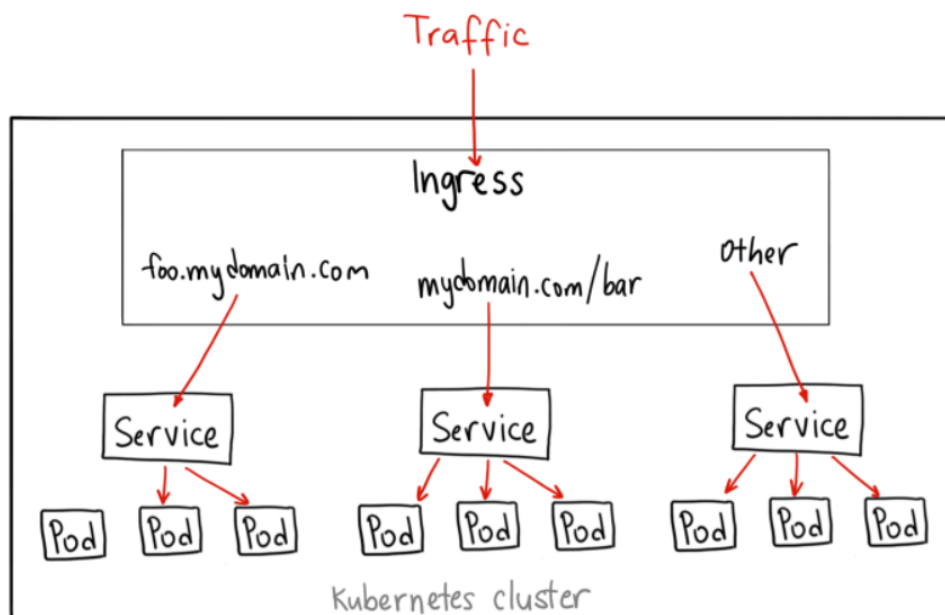 Traffic
Ingress
foo.mydomain.com
mydomain.com/bar
Other
Service
Service
Service
Pod
Pod
Pod
Pod
Pod
Pod
Pod
Pod
Pod
Kubernetes cluster